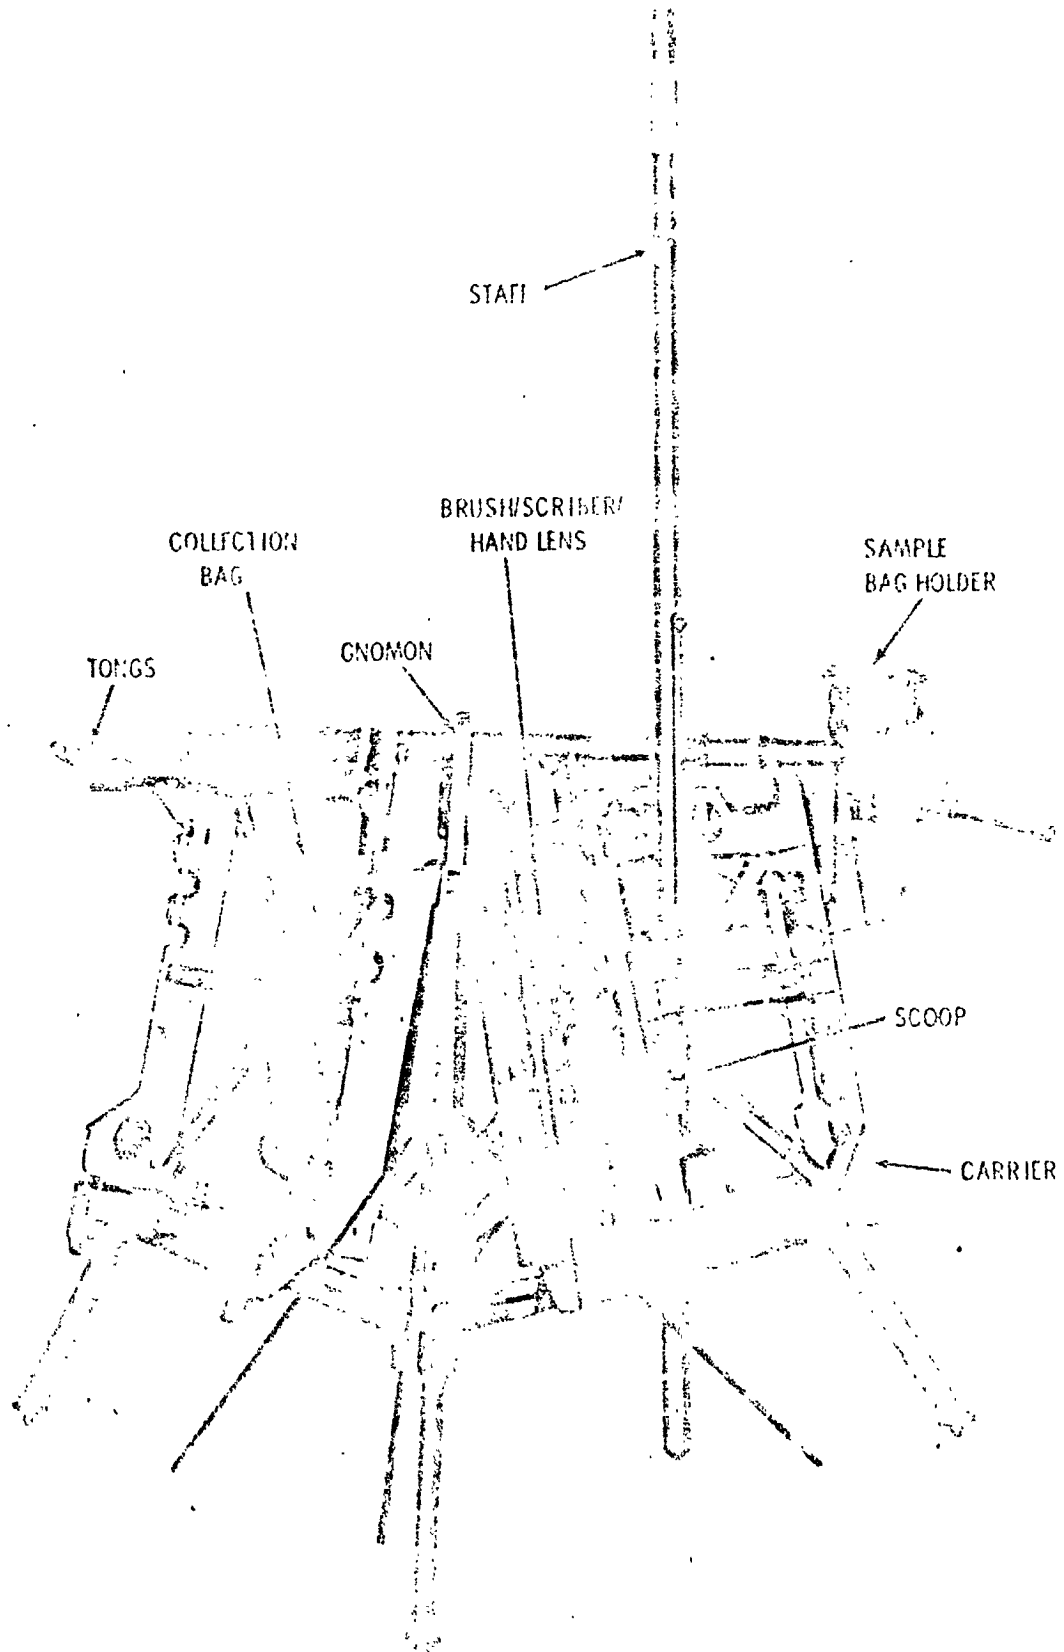 STAFF
BRUSH/SCRIBER/
HAND LENS
COLLECTION
BAG
SAMPLE
BAG HOLDER
GNOMON
TONGS
SCOOP
CARRIER